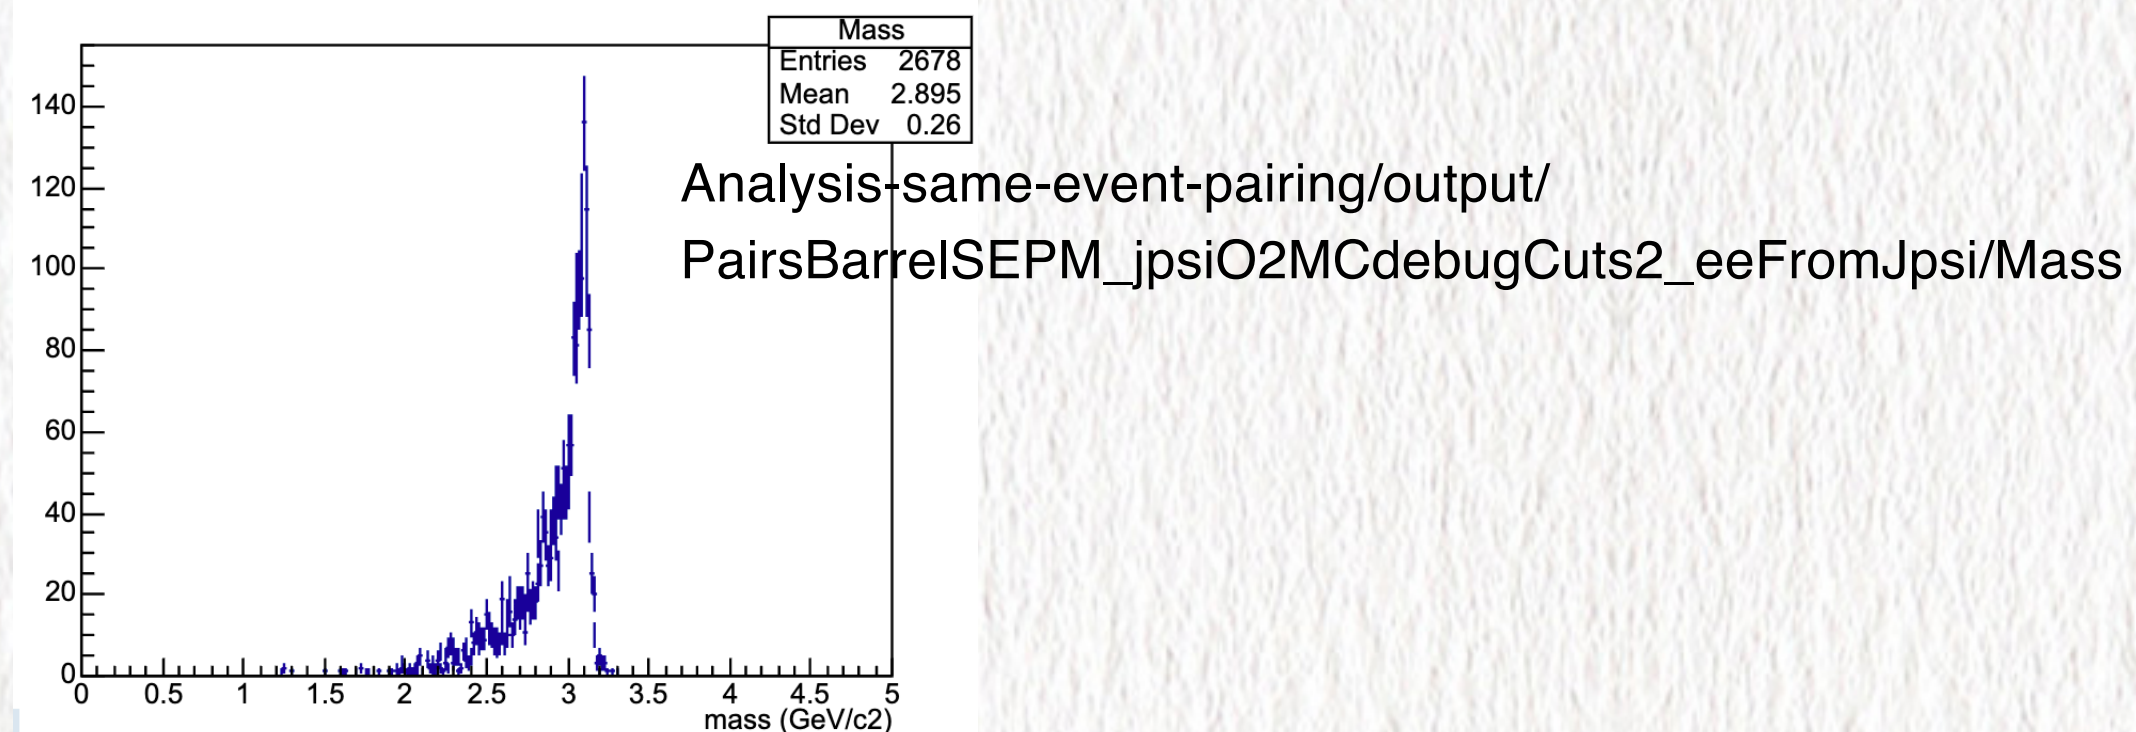 Mass
Entries 2678
Mean 2.895
Std Dev 0.26
140
120
100
80
60
40
20
0
0 0.5 1 1.5 2 2.5 3 3.5 4 4.5 5
mass (GeV/c2)
Analysis-same-event-pairing/output/
PairsBarrelSEPM_jpsiO2MCdebugCuts2_eeFromJpsi/Mass